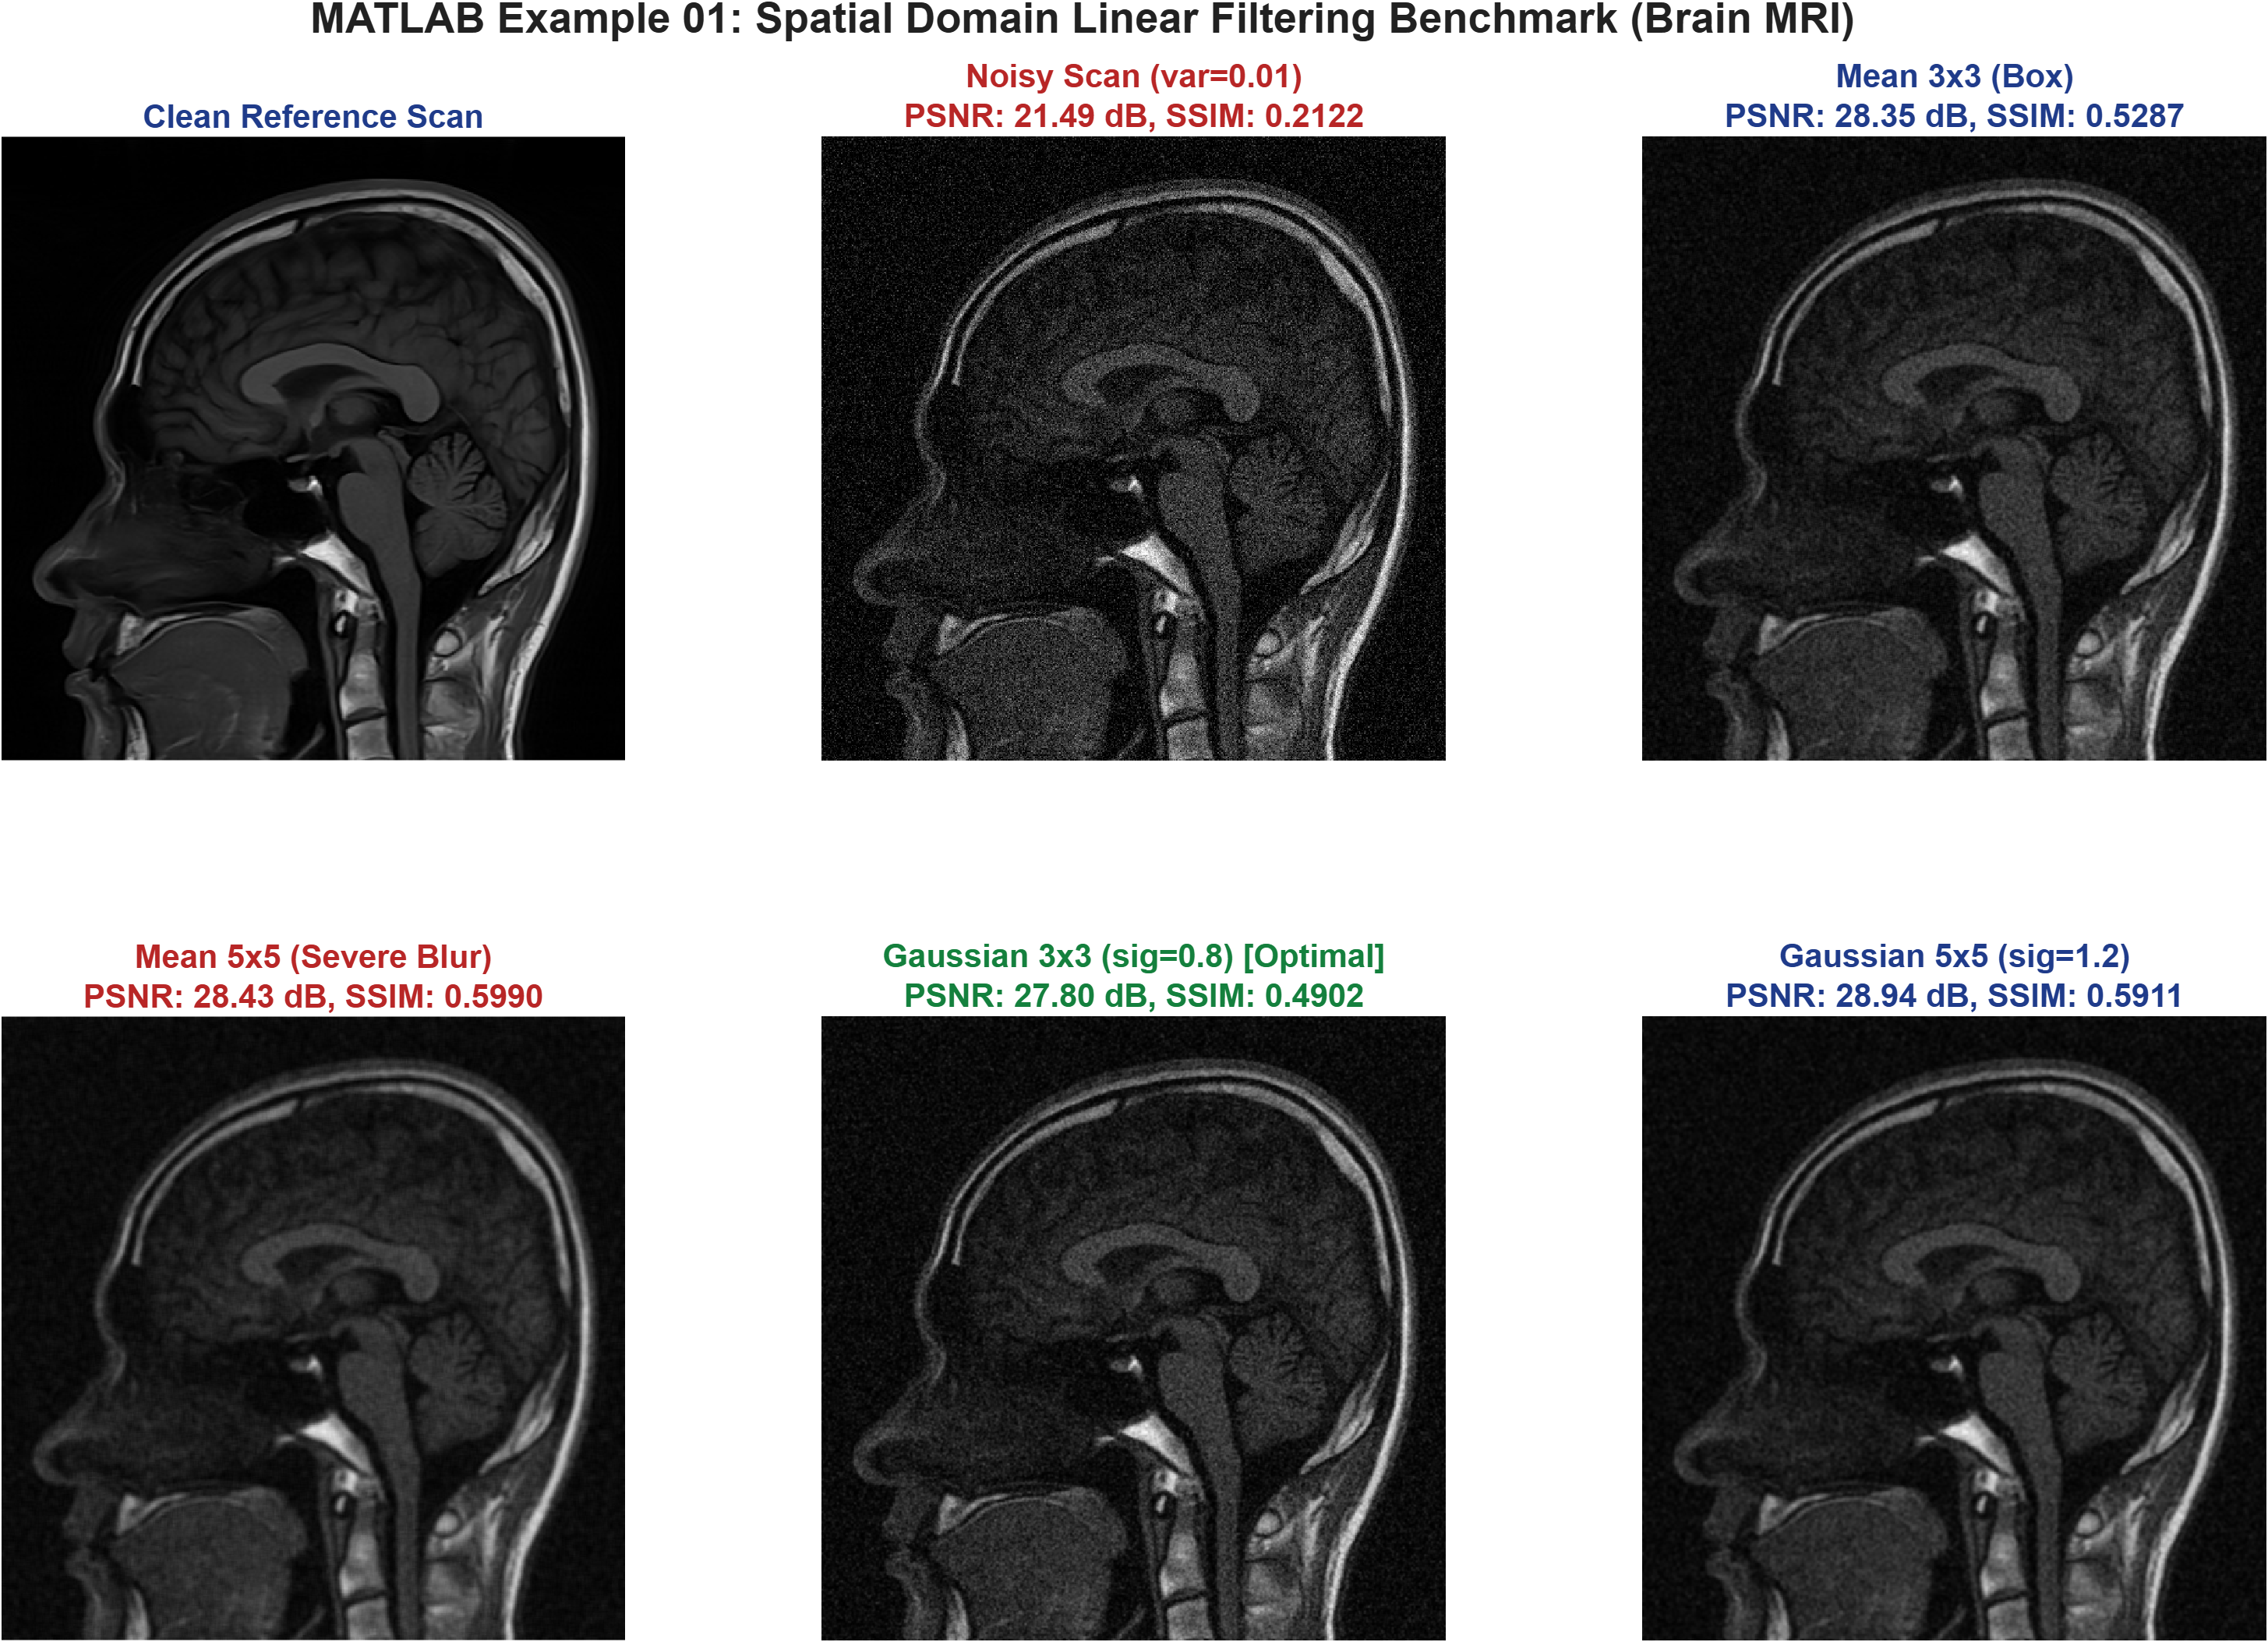 MATLAB Example 01: Spatial Domain Linear Filtering Benchmark (Brain MRI)
Clean Reference Scan
Noisy Scan (var=0.01)
PSNR: 21.49 dB, SSIM: 0.2122
Mean 3x3 (Box)
PSNR: 28.35 dB, SSIM: 0.5287
Mean 5x5 (Severe Blur)
PSNR: 28.43 dB, SSIM: 0.5990
Gaussian 3x3 (sig=0.8) [Optimal]
PSNR: 27.80 dB, SSIM: 0.4902
Gaussian 5x5 (sig=1.2)
PSNR: 28.94 dB, SSIM: 0.5911